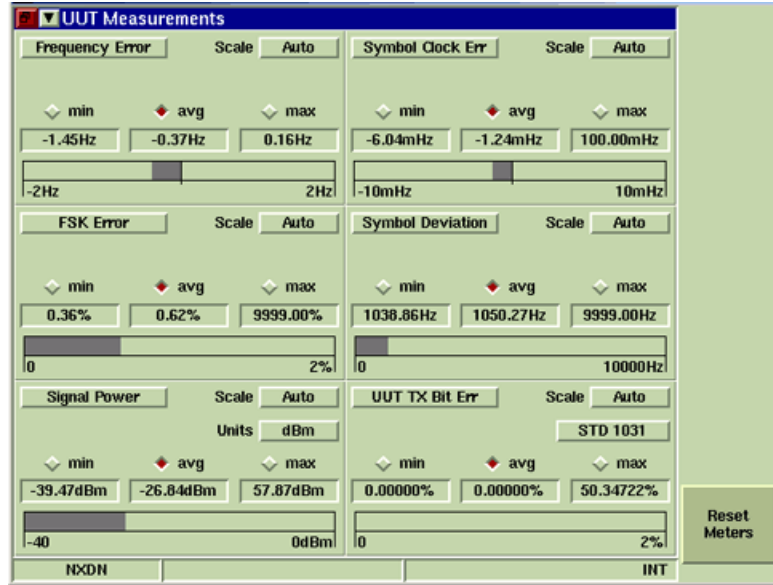 UUT Measurements
Frequency Error Scale Auto
min avg max
-1.45Hz -0.37Hz 0.16Hz
-2Hz 2Hz
Symbol Clock Err Scale Auto
min avg max
-6.04mHz -1.24mHz 100.00mHz
-10mHz 10mHz
FSK Error Scale Auto
min avg max
0.36% 0.62% 9999.00%
0 2%
Symbol Deviation Scale Auto
min avg max
1038.86Hz 1050.27Hz 9999.00Hz
0 10000Hz
Signal Power Scale Auto
Units dBm
min avg max
-39.47dBm -26.84dBm 57.87dBm
-40 0dBm
UUT TX Bit Err Scale Auto
STD 1031
min avg max
0.00000% 0.00000% 50.34722%
0 2%
Reset
Meters
NXDN INT